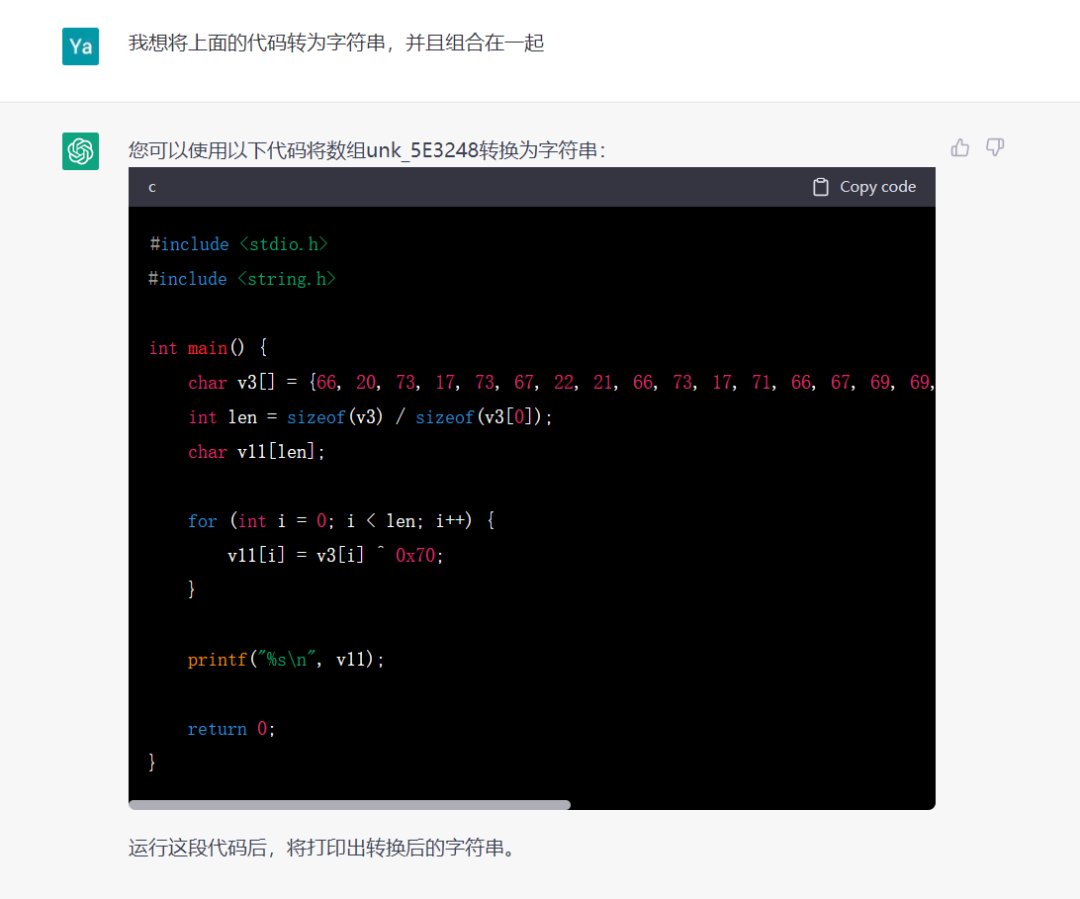 Ya
我想将上面的代码转为字符串，并且组合在一起
您可以使用以下代码将数组unk_5E3248转换为字符串：
c
Copy code
#include <stdio.h>
#include <string.h>
int main() {
    char v3[] = {66, 20, 73, 17, 73, 67, 22, 21, 66, 73, 17, 71, 66, 67, 69, 69,
    int len = sizeof(v3) / sizeof(v3[0]);
    char v11[len];
    for (int i = 0; i < len; i++) {
        v11[i] = v3[i] ^ 0x70;
    }
    printf("%s\n", v11);
    return 0;
}
运行这段代码后，将打印出转换后的字符串。